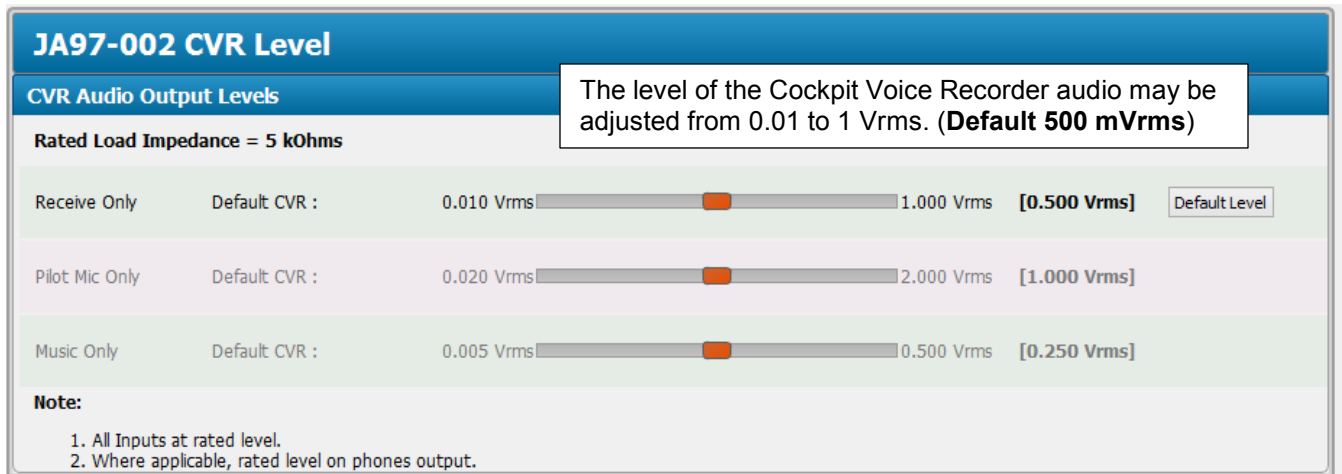 JA97-002 CVR Level
CVR Audio Output Levels
The level of the Cockpit Voice Recorder audio may be
adjusted from 0.01 to 1 Vrms. (Default 500 mVrms)
Rated Load Impedance = 5 kOhms
Receive Only Default CVR : 0.010 Vrms 1.000 Vrms [0.500 Vrms] Default Level
Pilot Mic Only Default CVR : 0.020 Vrms 2.000 Vrms [1.000 Vrms]
Music Only Default CVR : 0.005 Vrms 0.500 Vrms [0.250 Vrms]
Note:
1. All Inputs at rated level.
2. Where applicable, rated level on phones output.